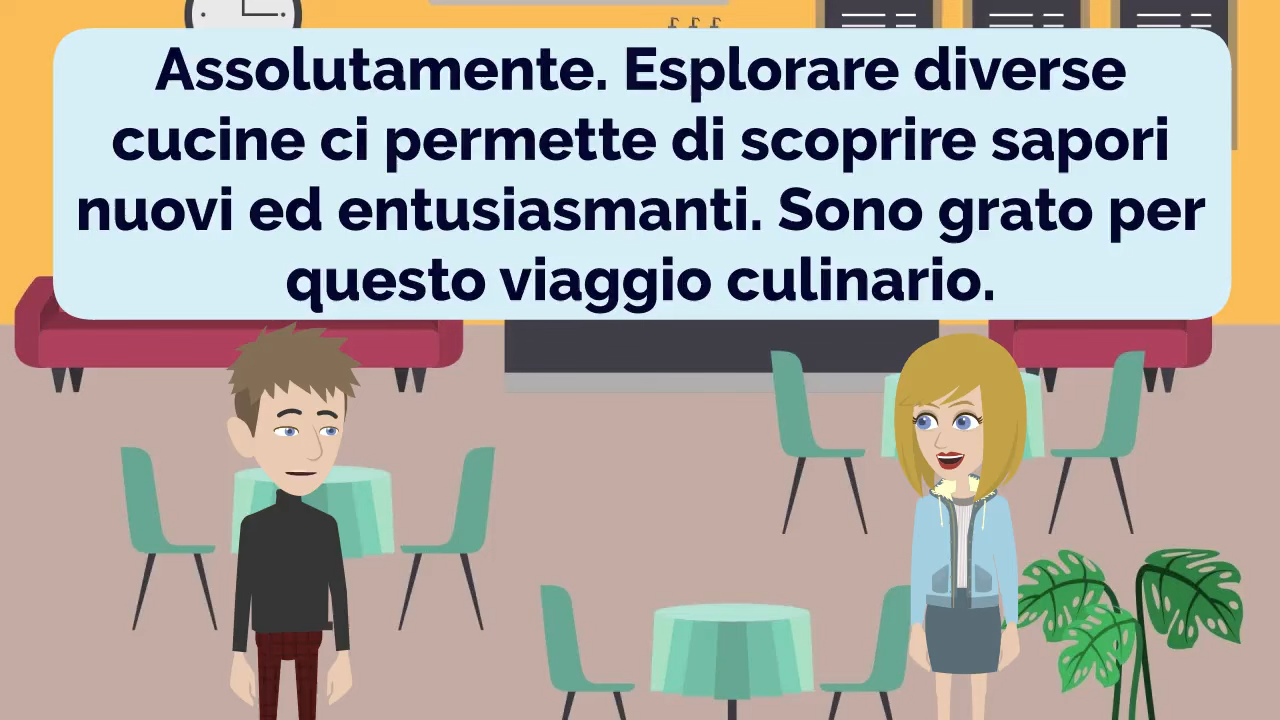 Assolutamente. Esplorare diverse
cucine ci permette di scoprire sapori
nuovi ed entusiasmanti. Sono grato per
questo viaggio culinario.